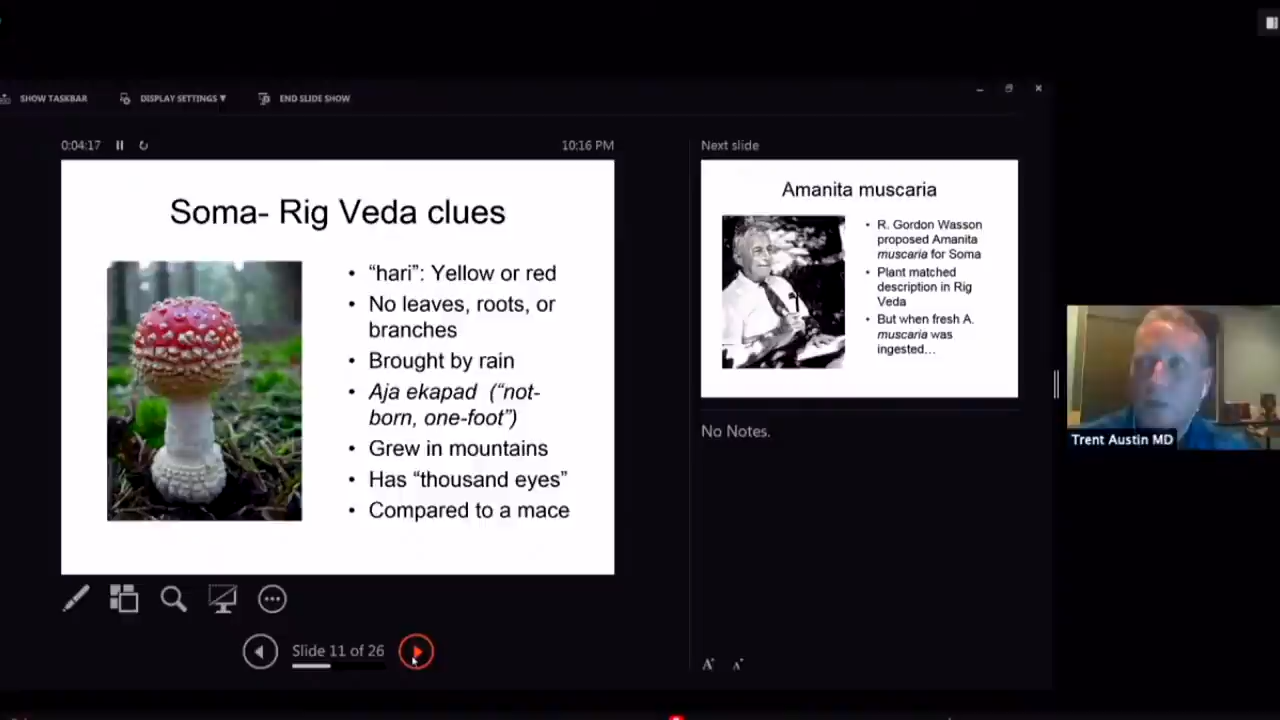 SHOW TASKBAR
DISPLAY SETTINGS ▼
END SLIDE SHOW
0:04:17
10:16 PM
Soma- Rig Veda clues
• “hari”: Yellow or red
• No leaves, roots, or
branches
• Brought by rain
• Aja ekapad (“not-
born, one-foot”)
• Grew in mountains
• Has “thousand eyes”
• Compared to a mace
Slide 11 of 26
Next slide
Amanita muscaria
• R. Gordon Wasson
proposed Amanita
muscaria for Soma
• Plant matched
description in Rig
Veda
• But when fresh A.
muscaria was
ingested…
No Notes.
A A
Trent Austin MD